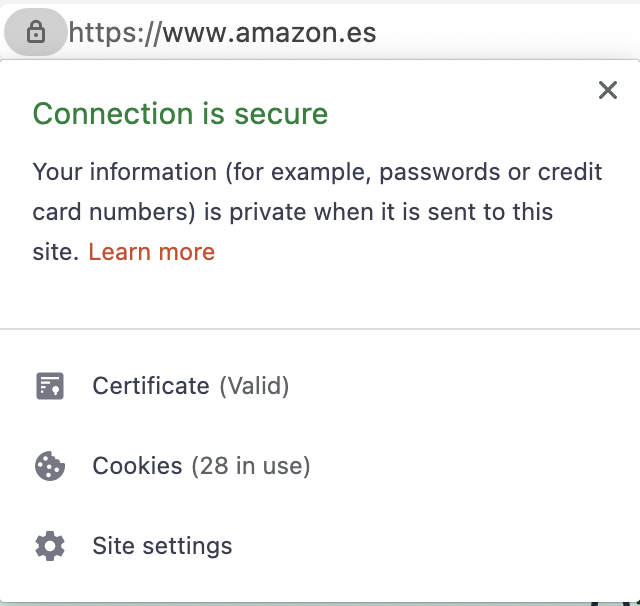 https://www.amazon.es
Connection is secure
Your information (for example, passwords or credit
card numbers) is private when it is sent to this
site. Learn more
Certificate (Valid)
Cookies (28 in use)
Site settings